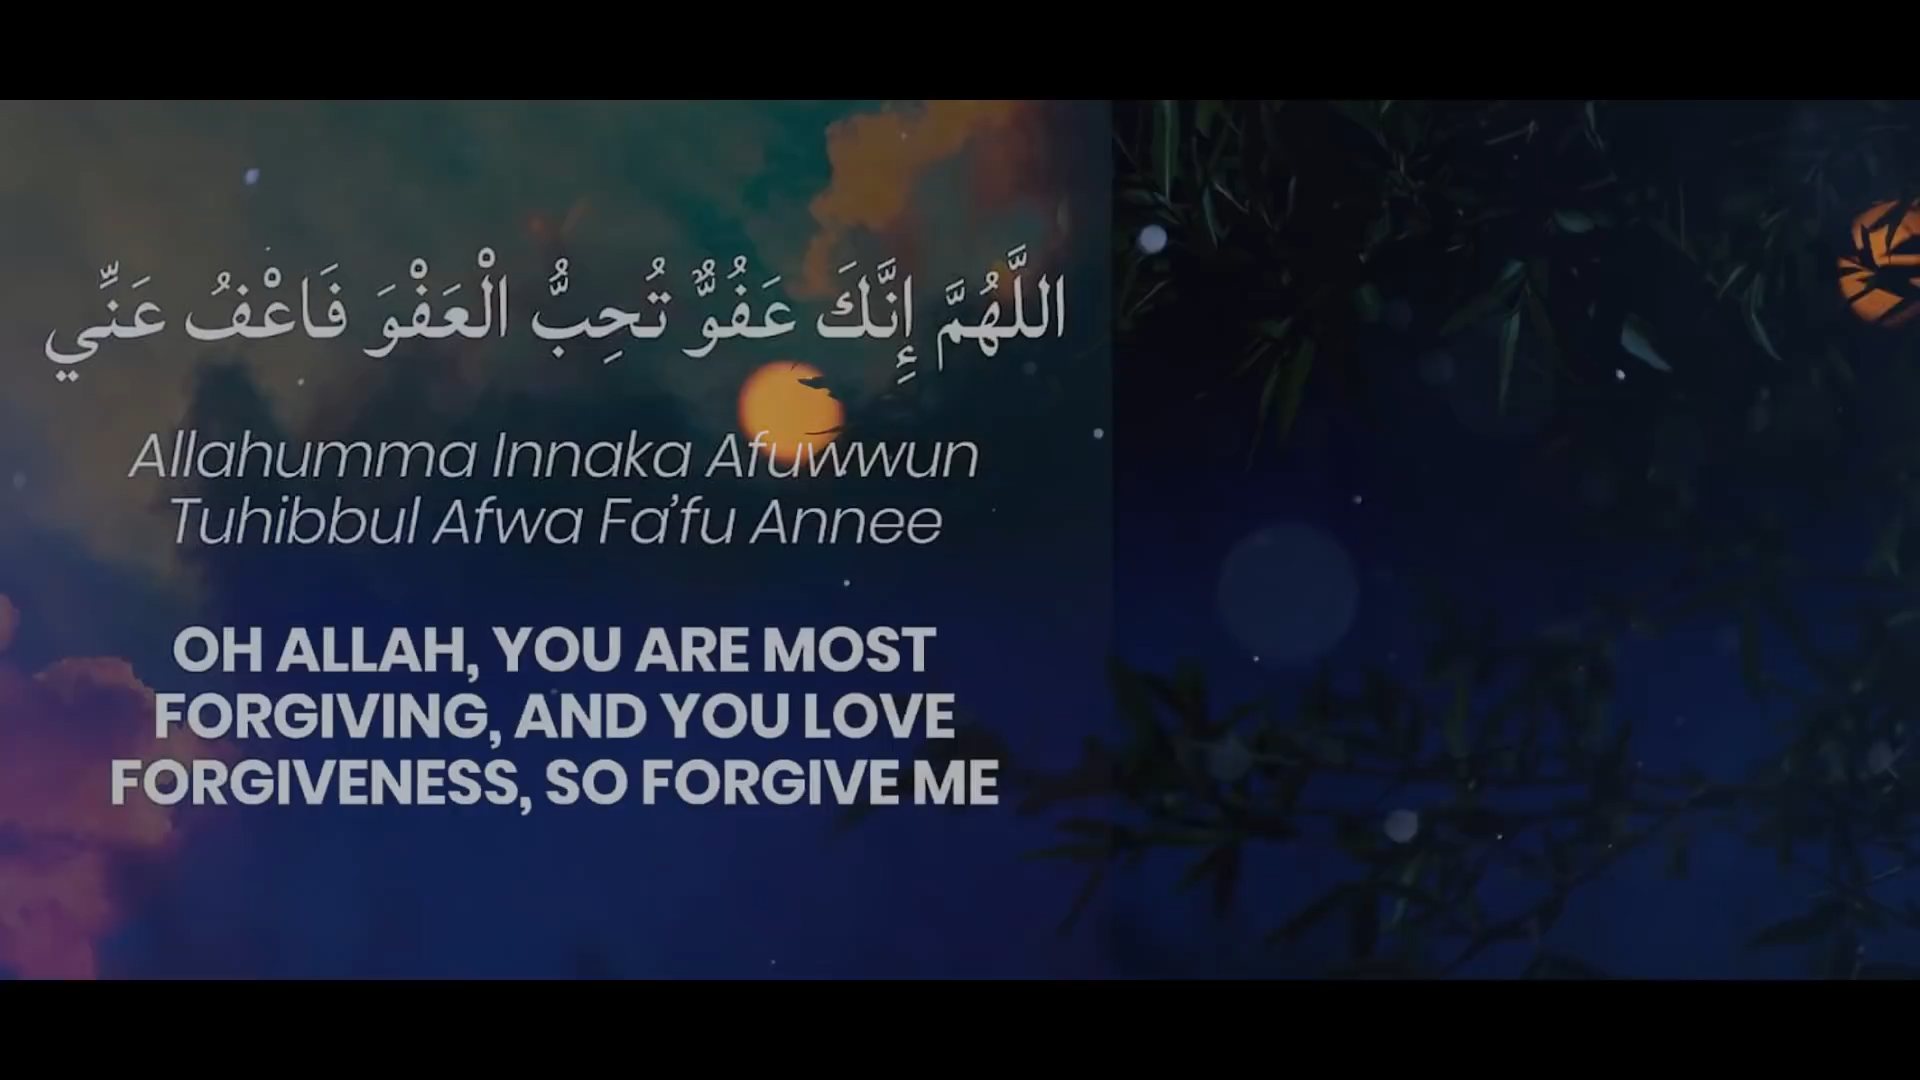 اللَّهُمَّ إِنَّكَ عَفُوٌّ تُحِبُّ الْعَفْوَ فَاعْفُ عَنِّي
Allahumma Innaka Afuwwun
Tuhibbul Afwa Fa’fu Annee
OH ALLAH, YOU ARE MOST
FORGIVING, AND YOU LOVE
FORGIVENESS, SO FORGIVE ME